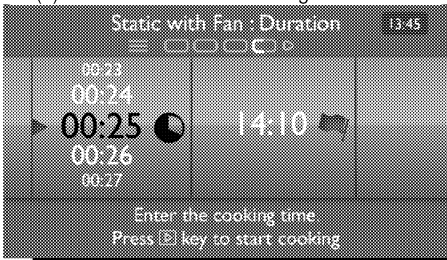 Static with Fan : Duration
13:45
00:23
00:24
00:25
14:10
00:26
00:27
Enter the cooking time.
Press key to start cooking